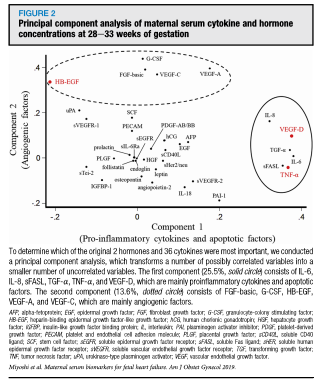 FIGURE 2
Principal component analysis of maternal serum cytokine and hormone
concentrations at 28–33 weeks of gestation
G-CSF
.4
FGF-basic
VEGF-C
VEGF-A
HB-EGF
Component 2
(Angiogenic factors)
.2
uPA
SCF
IL-8
sVEGFR-1
PECAM
PDGF-AB/BB
VEGF-D
sEGFR
hCG
AFP
prolactin
sIL-6Ra
EGF
TGF-α
sCD40L
0
PLGF
HGF
IL-6
follistatin
sHer2/neu
sFASL
sTie-2
endoglin
leptin
TNF-α
IGFBP-1
osteopontin
sVEGFR-2
angiopoietin-2
IL-18
PAI-1
-.2
-.2
0
.2
.4
Component 1
(Pro-inflammatory cytokines and apoptotic factors)
To determine which of the original 2 hormones and 36 cytokines were most important, we conducted
a principal component analysis, which transforms a number of possibly correlated variables into a
smaller number of uncorrelated variables. The first component (25.5%, solid circle) consists of IL-6,
IL-8, sFASL, TGF-α, TNF-α, and VEGF-D, which are mainly proinflammatory cytokines and apoptotic
factors. The second component (13.6%, dotted circle) consists of FGF-basic, G-CSF, HB-EGF,
VEGF-A, and VEGF-C, which are mainly angiogenic factors.
AFP, alpha-fetoprotein; EGF, epidermal growth factor; FGF, fibroblast growth factor; G-CSF, granulocyte-colony stimulating factor;
HB-EGF, heparin-binding epidermal growth factor-like growth factor; hCG, human chorionic gonadotropin; HGF, hepatocyte growth
factor; IGFBP, insulin-like growth factor binding protein; IL, interleukin; PAI, plasminogen activator inhibitor; PDGF, platelet-derived
growth factor; PECAM, platelet and endothelial cell adhesion molecule; PLGF, placental growth factor; sCD40L, soluble CD40
ligand; SCF, stem cell factor; sEGFR, soluble epidermal growth factor receptor; sFASL, soluble Fas ligand; sHER, soluble human
epidermal growth factor receptor; sVEGFR, soluble vascular endothelial growth factor receptor; TGF, transforming growth factor;
TNF, tumor necrosis factor; uPA, urokinase-type plasminogen activator; VEGF, vascular endothelial growth factor.
Miyoshi et al. Maternal serum biomarkers for fetal heart failure. Am J Obstet Gynecol 2019.